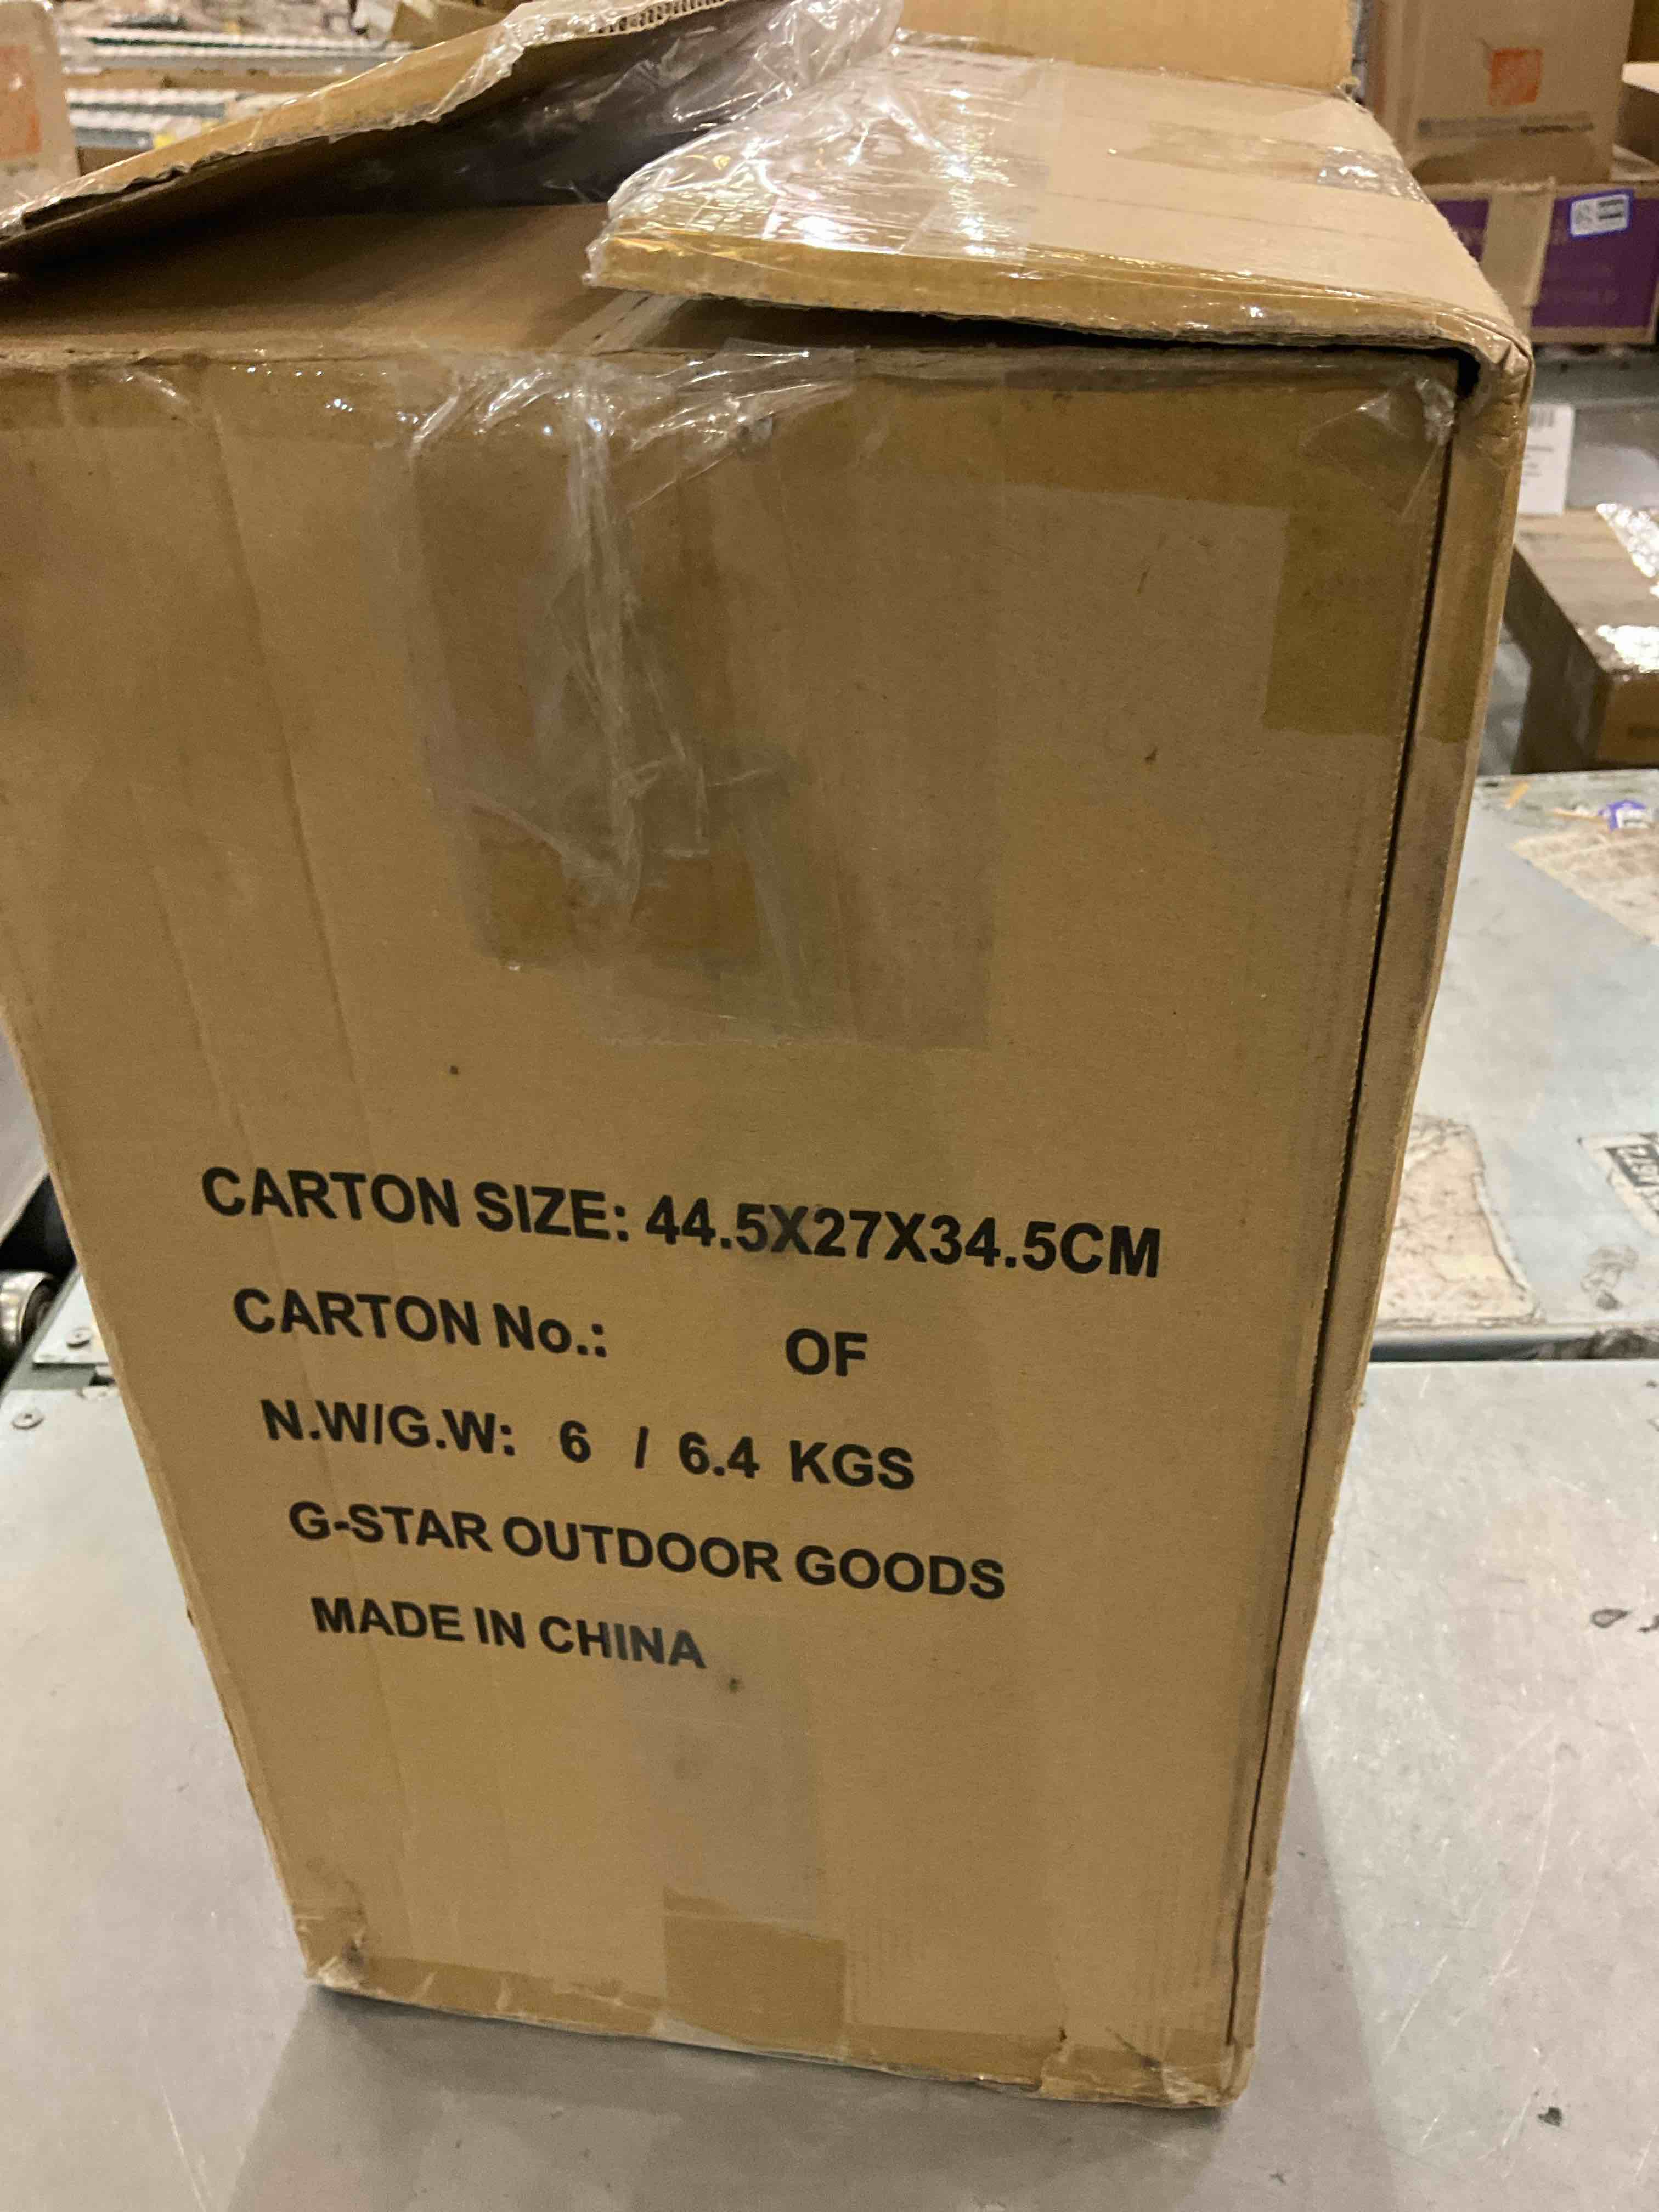 CARTON SIZE: 44.5X27X34.5CM
CARTON No.: OF
N.W/G.W: 6 / 6.4 KGS
G-STAR OUTDOOR GOODS
MADE IN CHINA